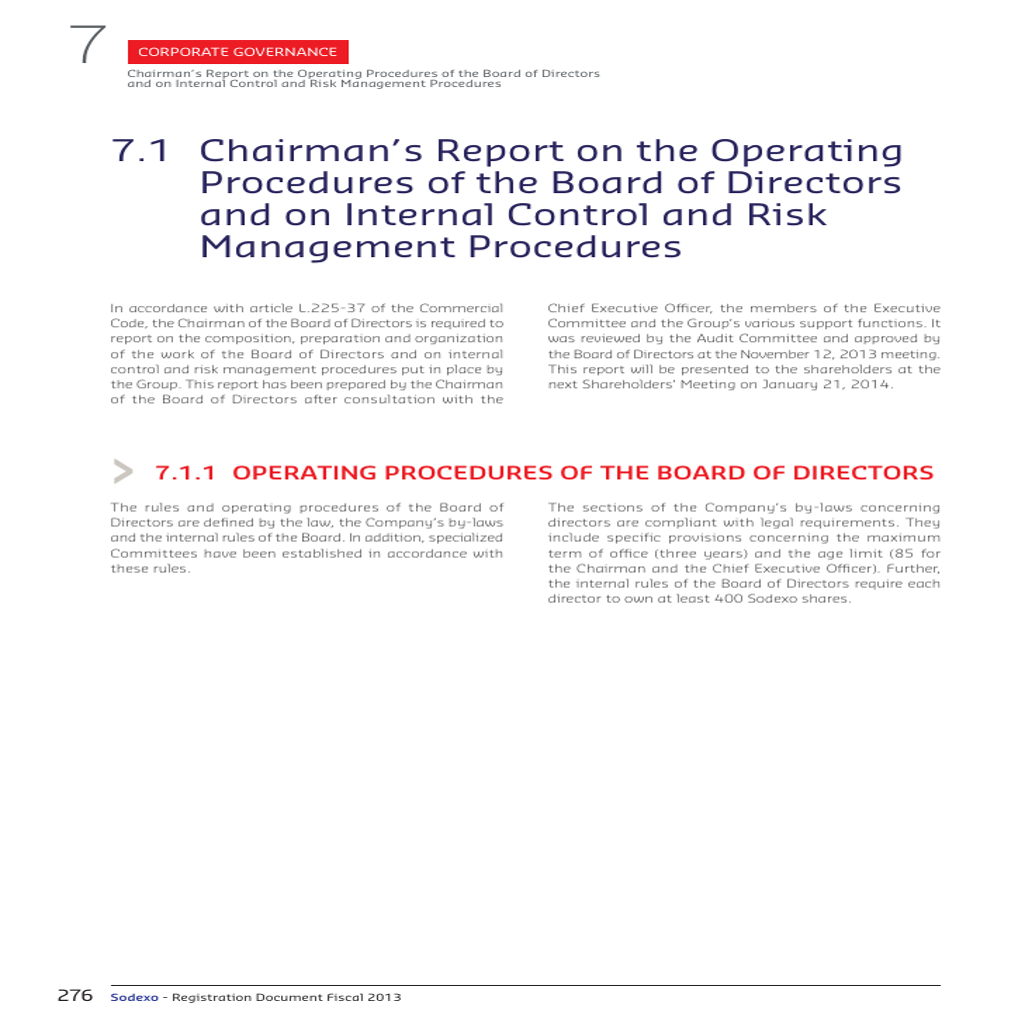 7
CORPORATE GOVERNANCE
Chairman's Report on the Operating Procedures of the Board of Directors
and on Internal Control and Risk Management Procedures
7.1 Chairman's Report on the Operating
Procedures of the Board of Directors
and on Internal Control and Risk
Management Procedures
In accordance with article L.225-37 of the Commercial
Code, the Chairman of the Board of Directors is required to
report on the composition, preparation and organization
of the work of the Board of Directors and on internal
control and risk management procedures put in place by
the Group. This report has been prepared by the Chairman
of the Board of Directors after consultation with the
Chief Executive Officer, the members of the Executive
Committee and the Group's various support functions. It
was reviewed by the Audit Committee and approved by
the Board of Directors at the November 12, 2013 meeting.
This report will be presented to the shareholders at the
next Shareholders' Meeting on January 21, 2014.
> 7.1.1 OPERATING PROCEDURES OF THE BOARD OF DIRECTORS
The rules and operating procedures of the Board of
Directors are defined by the law, the Company's by-laws
and the internal rules of the Board. In addition, specialized
Committees have been established in accordance with
these rules.
The sections of the Company's by-laws concerning
directors are compliant with legal requirements. They
include specific provisions concerning the maximum
term of office (three years) and the age limit (85 for
the Chairman and the Chief Executive Officer). Further,
the internal rules of the Board of Directors require each
director to own at least 400 Sodexo shares.
276 Sodexo - Registration Document Fiscal 2013